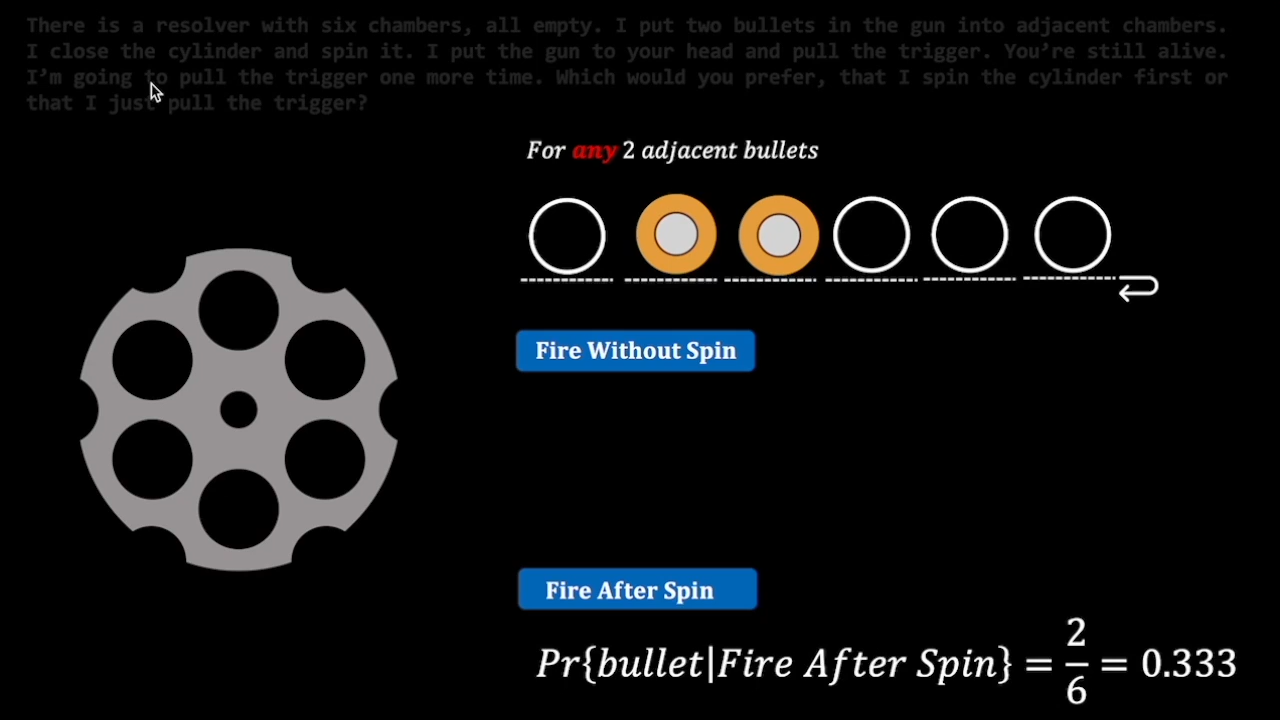 There is a resolver with six chambers, all empty. I put two bullets in the gun into adjacent chambers.
I close the cylinder and spin it. I put the gun to your head and pull the trigger. You’re still alive.
I’m going to pull the trigger one more time. Which would you prefer, that I spin the cylinder first or
that I just pull the trigger?
For any 2 adjacent bullets
Fire Without Spin
Fire After Spin
Pr{bullet|Fire After Spin} = 2/6 = 0.333